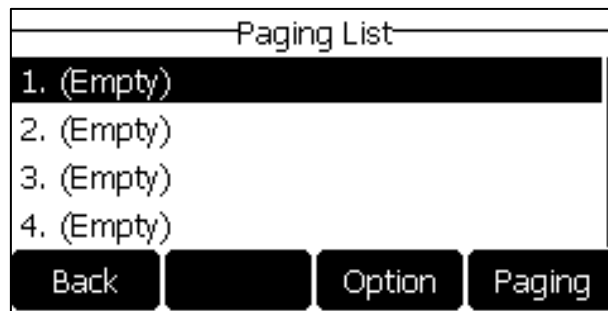 Paging List
1. (Empty)
2. (Empty)
3. (Empty)
4. (Empty)
Back Option Paging